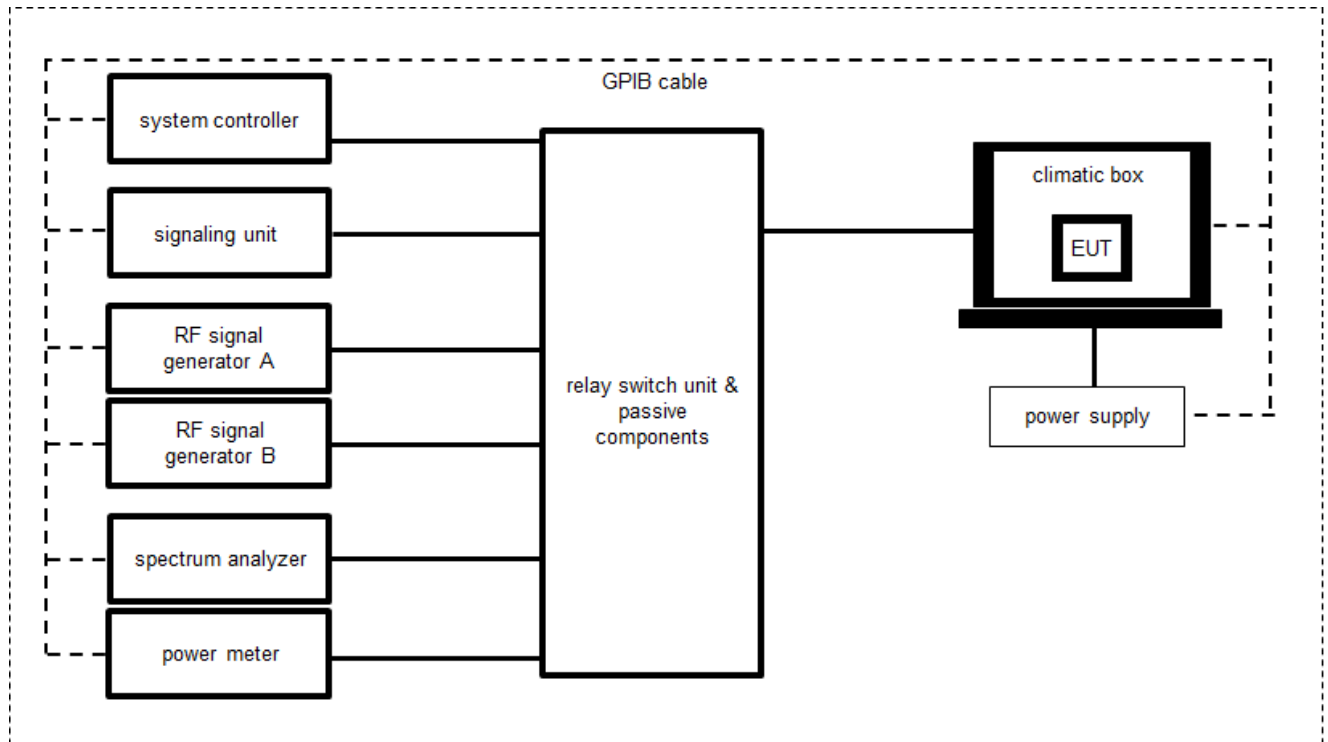 GPIB cable
system controller
signaling unit
RF signal
generator A
RF signal
generator B
spectrum analyzer
power meter
relay switch unit &
passive
components
climatic box
EUT
power supply